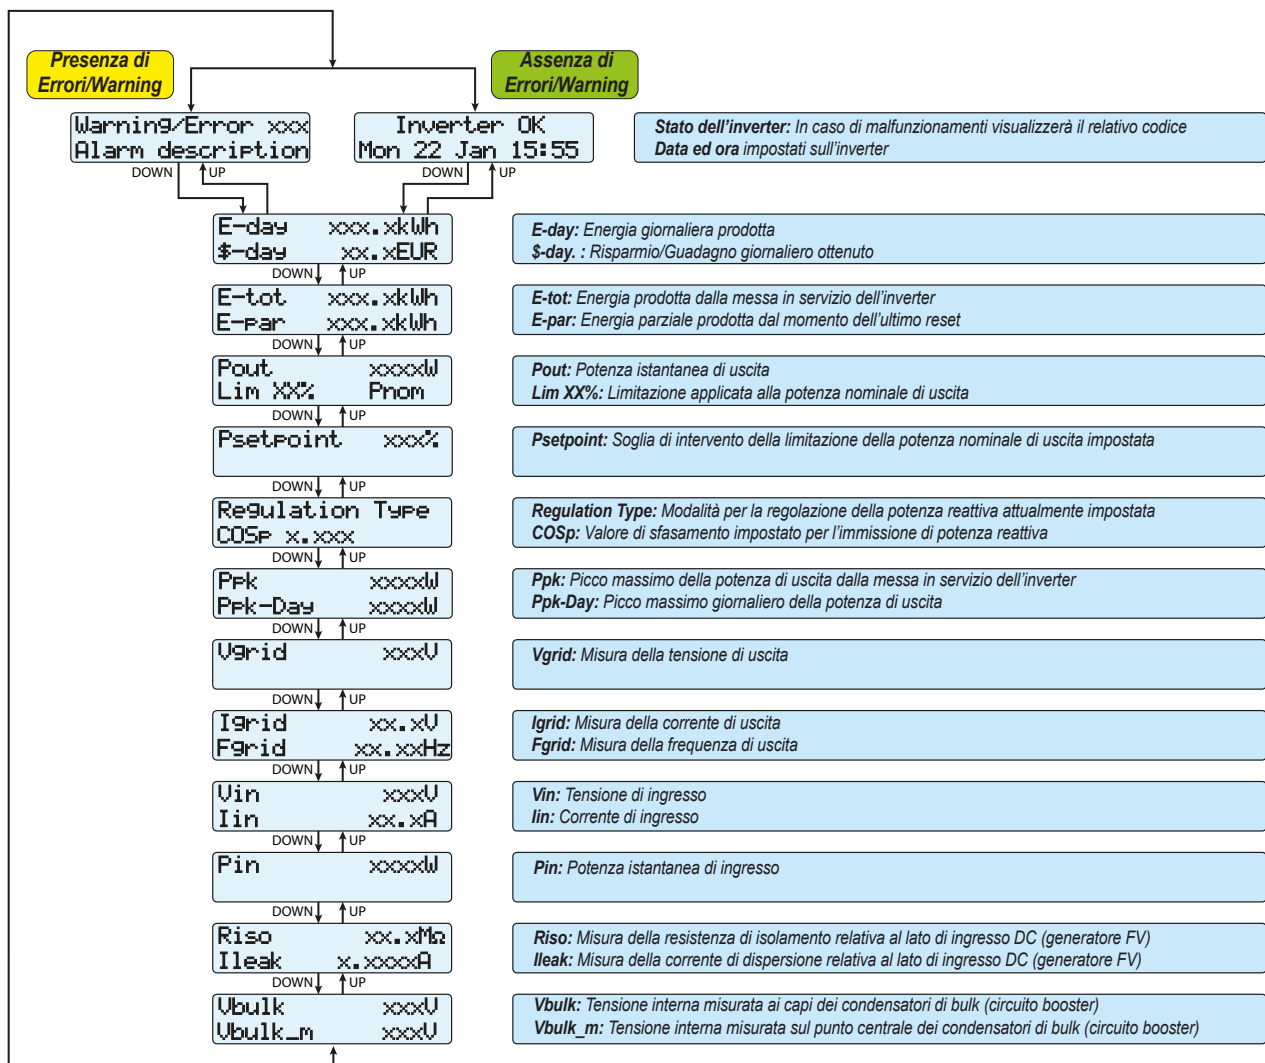 Presenza di
Errori/Warning
Assenza di
Errori/Warning
Warning/Error xxx
Alarm description
Inverter OK
Mon 22 Jan 15:55
Stato dell'inverter: In caso di malfunzionamenti visualizzerà il relativo codice
Data ed ora impostati sull'inverter
DOWN UP
DOWN UP
E-day xxx.xkWh
$-day xx.xEUR
E-day: Energia giornaliera prodotta
$-day. : Risparmio/Guadagno giornaliero ottenuto
DOWN UP
E-tot xxx.xkWh
E-par xxx.xkWh
E-tot: Energia prodotta dalla messa in servizio dell'inverter
E-par: Energia parziale prodotta dal momento dell'ultimo reset
DOWN UP
Pout xxxxW
Lim XX% Pnom
Pout: Potenza istantanea di uscita
Lim XX%: Limitazione applicata alla potenza nominale di uscita
DOWN UP
Psetpoint xxx%
Psetpoint: Soglia di intervento della limitazione della potenza nominale di uscita impostata
DOWN UP
Regulation Type
COSp x.xxx
Regulation Type: Modalità per la regolazione della potenza reattiva attualmente impostata
COSp: Valore di sfasamento impostato per l'immissione di potenza reattiva
DOWN UP
Ppk xxxxW
Ppk-Day xxxxW
Ppk: Picco massimo della potenza di uscita dalla messa in servizio dell'inverter
Ppk-Day: Picco massimo giornaliero della potenza di uscita
DOWN UP
Vgrid xxxV
Vgrid: Misura della tensione di uscita
DOWN UP
Igrid xx.xV
Fgrid xx.xxHz
Igrid: Misura della corrente di uscita
Fgrid: Misura della frequenza di uscita
DOWN UP
Vin xxxV
Iin xx.xA
Vin: Tensione di ingresso
Iin: Corrente di ingresso
DOWN UP
Pin xxxxW
Pin: Potenza istantanea di ingresso
DOWN UP
Riso xx.xMΩ
Ileak x.xxxxA
Riso: Misura della resistenza di isolamento relativa al lato di ingresso DC (generatore FV)
Ileak: Misura della corrente di dispersione relativa al lato di ingresso DC (generatore FV)
DOWN UP
Vbulk xxxV
Vbulk_m xxxV
Vbulk: Tensione interna misurata ai capi dei condensatori di bulk (circuito booster)
Vbulk_m: Tensione interna misurata sul punto centrale dei condensatori di bulk (circuito booster)